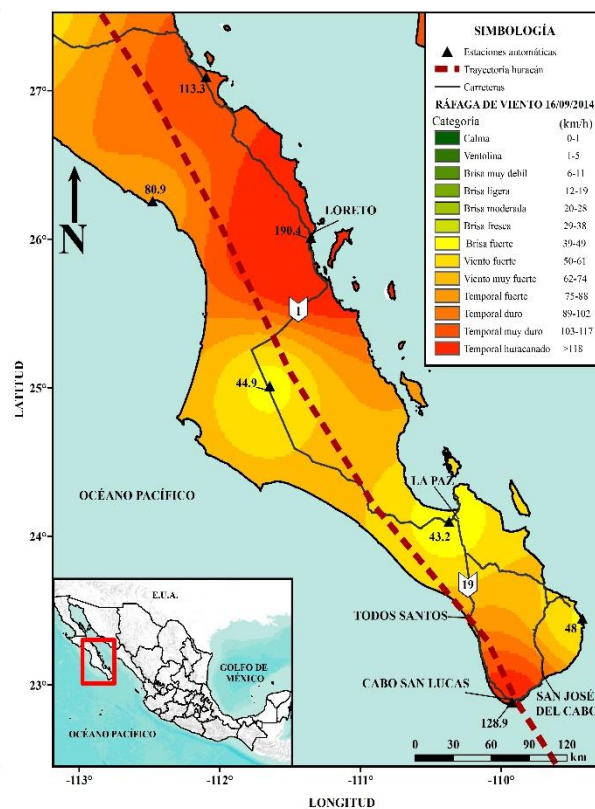 SIMBOLOGÍA
Estaciones automáticas
Trayectoria huracán
Carreteras
RÁFAGA DE VIENTO 16/09/2014
Categoría (km/h)
Calma 0-1
Ventolina 1-5
Brisa muy debil 6-11
Brisa ligera 12-19
Brisa moderada 20-28
Brisa fresca 29-38
Brisa fuerte 39-49
Viento fuerte 50-61
Viento muy fuerte 62-74
Temporal fuerte 75-88
Temporal duro 89-102
Temporal muy duro 103-117
Temporal huracanado >118
27°
113.3
80.9
N
LORETO
26°
190.4
1
LATITUD
25°
44.9
OCÉANO PACÍFICO
LA PAZ
24°
43.2
19
TODOS SANTOS
48
23°
CABO SAN LUCAS
SAN JOSÉ
DEL CABO
128.9
E.U.A.
GOLFO DE
MÉXICO
OCÉANO PACÍFICO
0 30 60 90 120
km
-113° -112° -111° -110°
LONGITUD